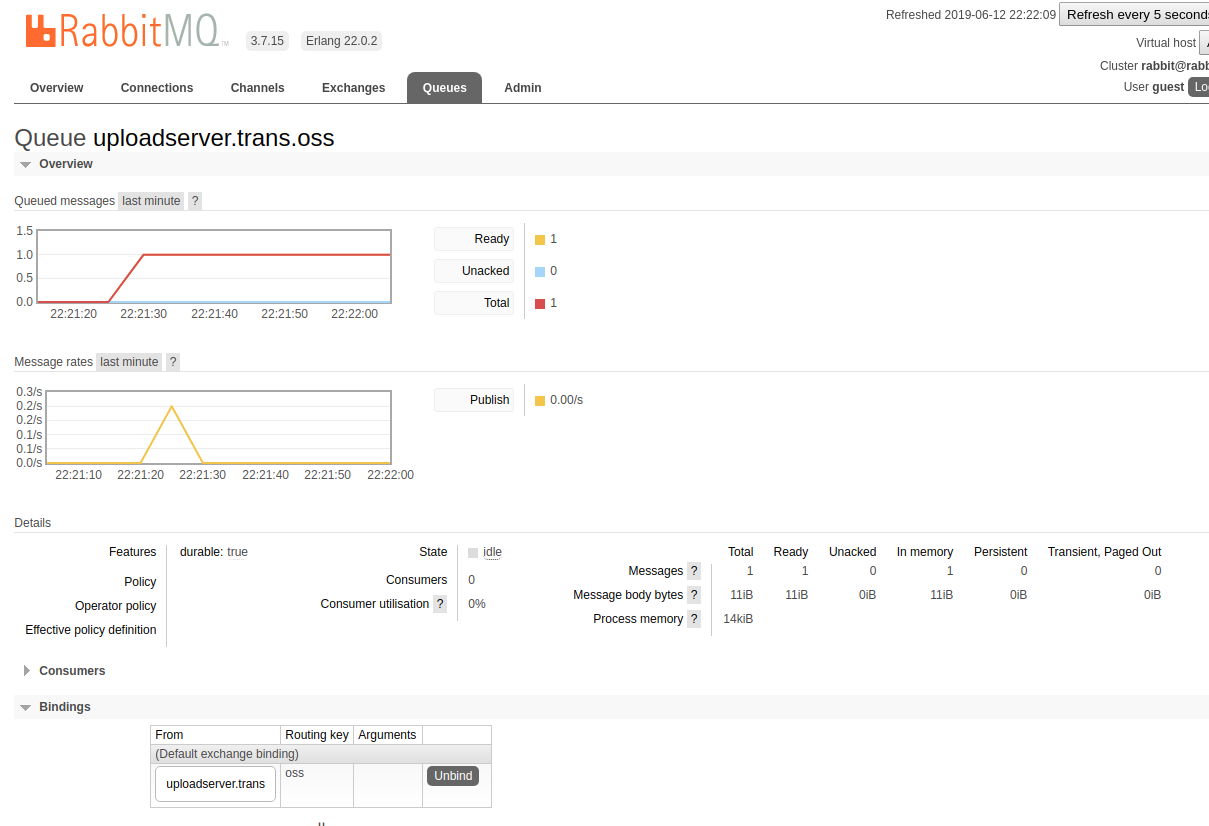 RabbitMQ TM 3.7.15 Erlang 22.0.2
Refreshed 2019-06-12 22:22:09 Refresh every 5 seconds
Virtual host
Cluster rabbit@rabb
User guest Lo
Overview Connections Channels Exchanges Queues Admin
Queue uploadserver.trans.oss
Overview
Queued messages last minute ?
1.5
1.0
0.5
0.0
22:21:20 22:21:30 22:21:40 22:21:50 22:22:00
Ready 1
Unacked 0
Total 1
Message rates last minute ?
0.3/s
0.2/s
0.2/s
0.1/s
0.1/s
0.0/s
22:21:10 22:21:20 22:21:30 22:21:40 22:21:50 22:22:00
Publish 0.00/s
Details
Features durable: true
Policy
Operator policy
Effective policy definition
State idle
Consumers 0
Consumer utilisation ? 0%
Total Ready Unacked In memory Persistent Transient, Paged Out
Messages ? 1 1 0 1 0 0
Message body bytes ? 11iB 11iB 0iB 11iB 0iB 0iB
Process memory ? 14kiB
Consumers
Bindings
From Routing key Arguments
(Default exchange binding)
uploadserver.trans oss Unbind